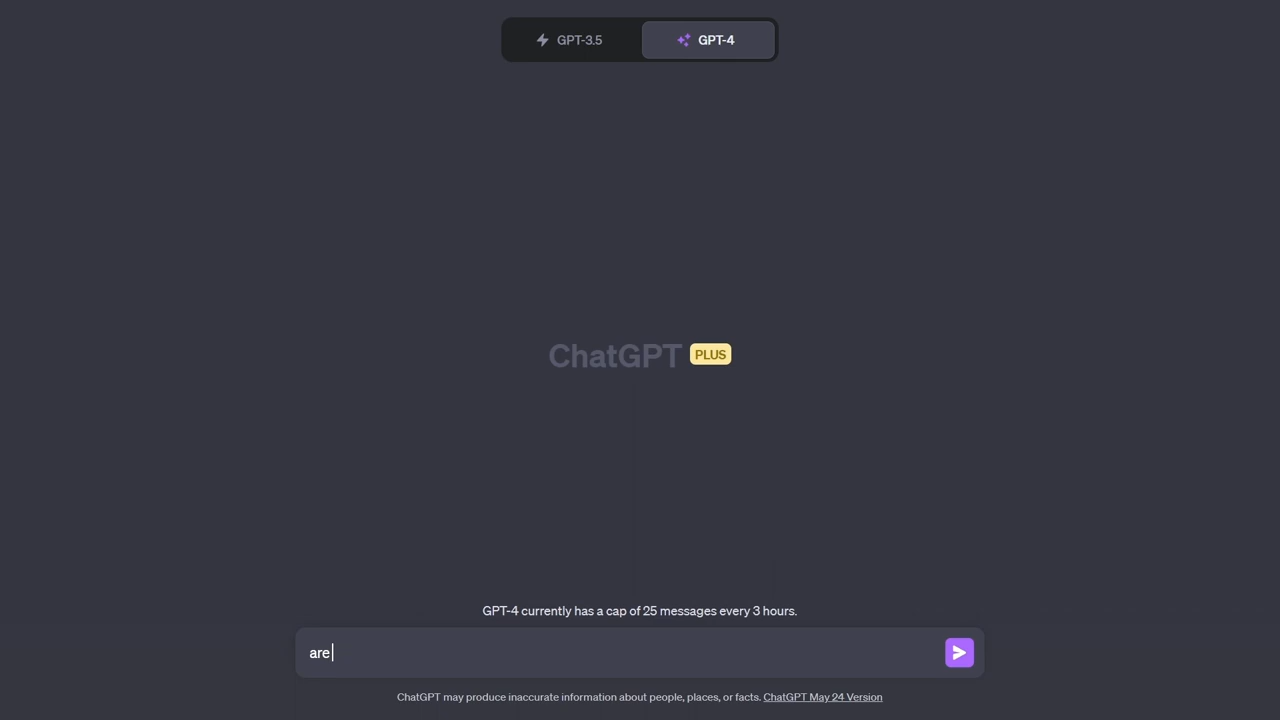 GPT-3.5 GPT-4
ChatGPT PLUS
GPT-4 currently has a cap of 25 messages every 3 hours.
are
ChatGPT may produce inaccurate information about people, places, or facts. ChatGPT May 24 Version